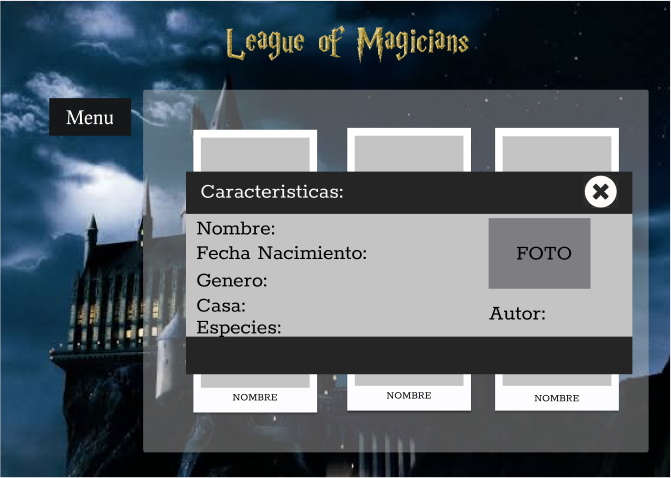 League of Magicians
Menu
Caracteristicas:
Nombre:
Fecha Nacimiento:
Genero:
Casa:
Especies:
FOTO
Autor:
NOMBRE
NOMBRE
NOMBRE